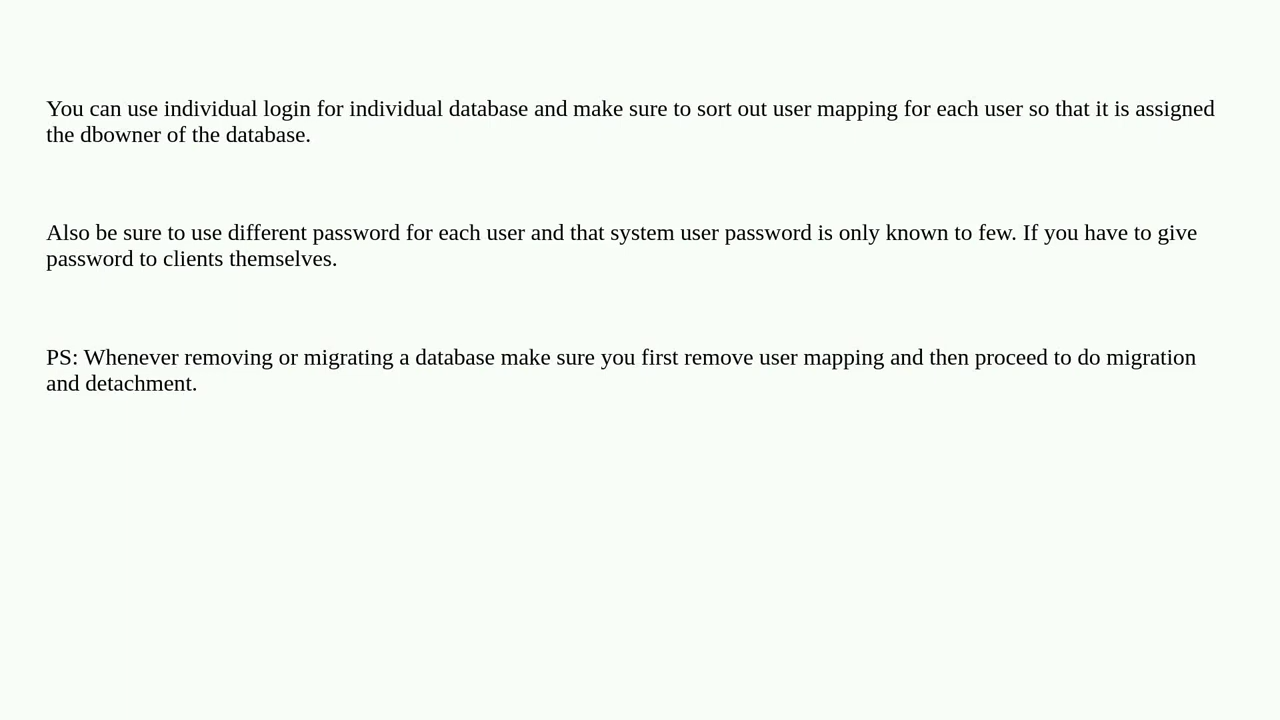 You can use individual login for individual database and make sure to sort out user mapping for each user so that it is assigned
the dbowner of the database.
Also be sure to use different password for each user and that system user password is only known to few. If you have to give
password to clients themselves.
PS: Whenever removing or migrating a database make sure you first remove user mapping and then proceed to do migration
and detachment.